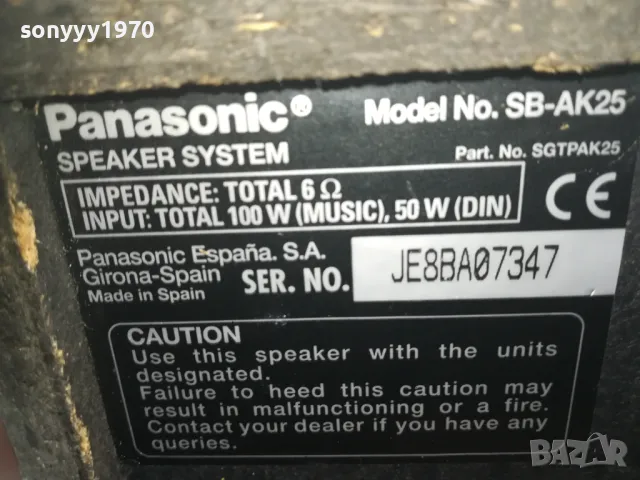 sonyyy1970
Panasonic® Model No. SB-AK25
SPEAKER SYSTEM Part. No. SGTPAK25
IMPEDANCE: TOTAL 6 Ω
INPUT: TOTAL 100 W (MUSIC), 50 W (DIN)
CE
Panasonic España. S.A.
Girona-Spain
Made in Spain
SER. NO. JE8BA07347
CAUTION
Use this speaker with the units
designated.
Failure to heed this caution may
result in malfunctioning or a fire.
Contact your dealer if you have any
queries.
BAZAR